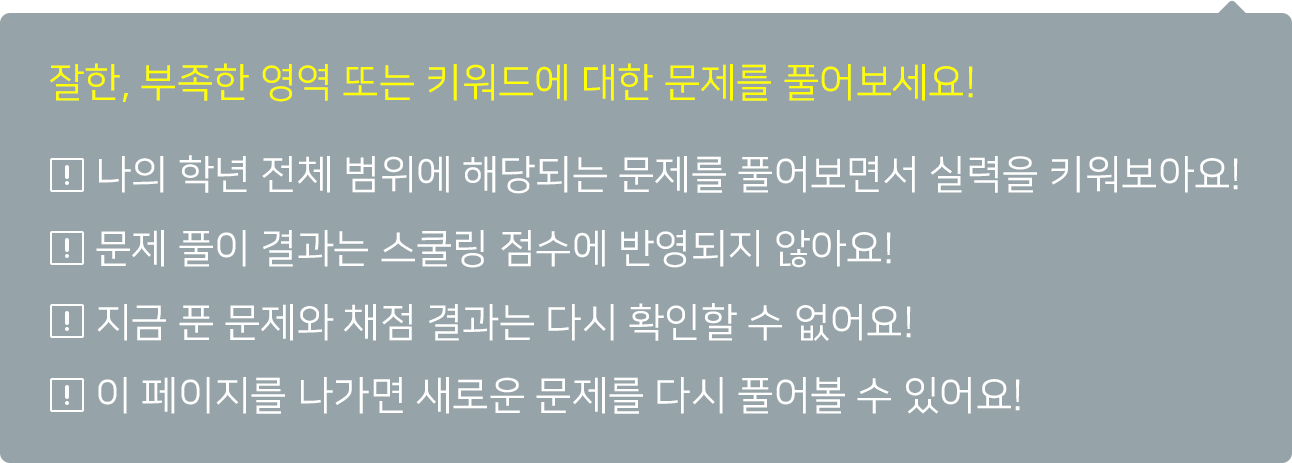 잘한, 부족한 영역 또는 키워드에 대한 문제를 풀어보세요!
! 나의 학년 전체 범위에 해당되는 문제를 풀어보면서 실력을 키워보아요!
! 문제 풀이 결과는 스쿨링 점수에 반영되지 않아요!
! 지금 푼 문제와 채점 결과는 다시 확인할 수 없어요!
! 이 페이지를 나가면 새로운 문제를 다시 풀어볼 수 있어요!